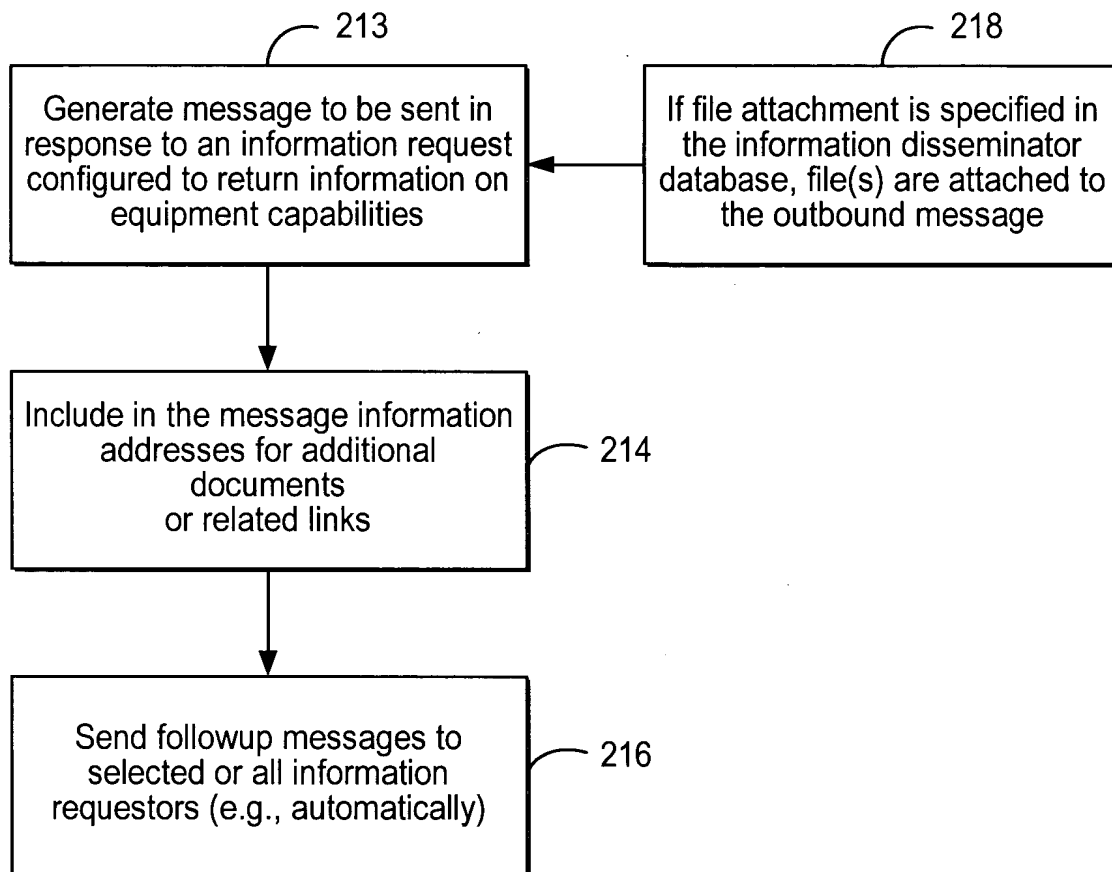 213
Generate message to be sent in
response to an information request
configured to return information on
equipment capabilities
218
If file attachment is specified in
the information disseminator
database, file(s) are attached to
the outbound message
Include in the message information
addresses for additional
documents
or related links
214
Send followup messages to
selected or all information
requestors (e.g., automatically)
216